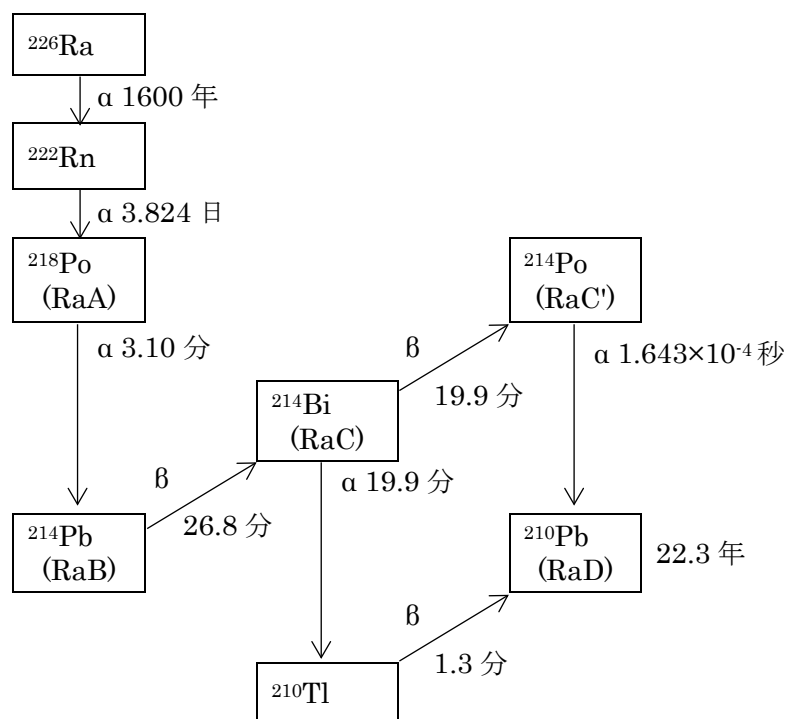 ²²⁶Ra
α 1600 年
²²²Rn
α 3.824 日
²¹⁸Po
(RaA)
²¹⁴Po
(RaC')
α 3.10 分
β
α 1.643×10⁻⁴ 秒
19.9 分
²¹⁴Bi
(RaC)
β
α 19.9 分
26.8 分
²¹⁴Pb
(RaB)
²¹⁰Pb
(RaD)
22.3 年
β
1.3 分
²¹⁰Tl